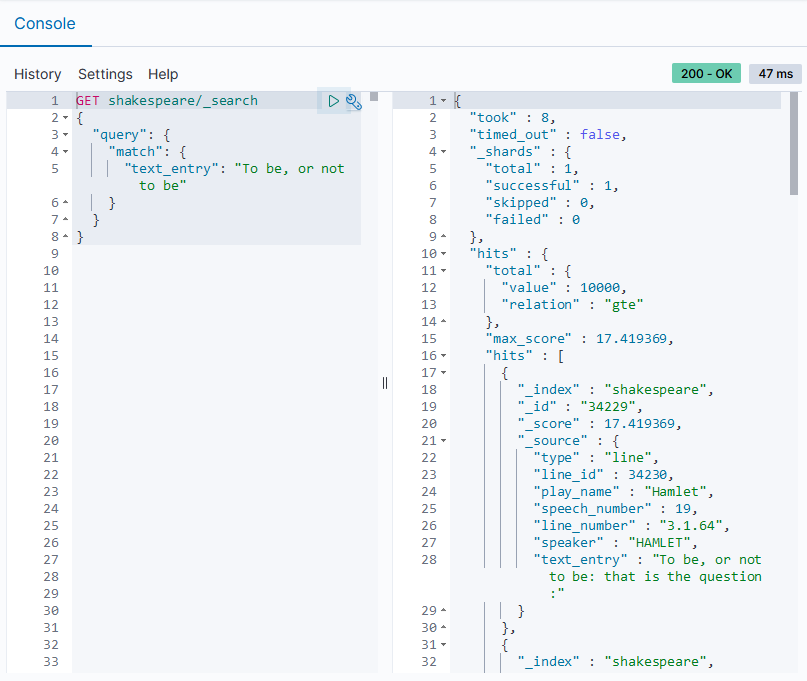 Console
History Settings Help
200 - OK 47 ms
1 GET shakespeare/_search
2 {
3 "query": {
4 "match": {
5 "text_entry": "To be, or not
to be"
6 }
7 }
8 }
9
10
11
12
13
14
15
16
17
18
19
20
21
22
23
24
25
26
27
28
29
30
31
32
33
1 {
2 "took" : 8,
3 "timed_out" : false,
4 "_shards" : {
5 "total" : 1,
6 "successful" : 1,
7 "skipped" : 0,
8 "failed" : 0
9 },
10 "hits" : {
11 "total" : {
12 "value" : 10000,
13 "relation" : "gte"
14 },
15 "max_score" : 17.419369,
16 "hits" : [
17 {
18 "_index" : "shakespeare",
19 "_id" : "34229",
20 "_score" : 17.419369,
21 "_source" : {
22 "type" : "line",
23 "line_id" : 34230,
24 "play_name" : "Hamlet",
25 "speech_number" : 19,
26 "line_number" : "3.1.64",
27 "speaker" : "HAMLET",
28 "text_entry" : "To be, or not
to be: that is the question
:"
29 }
30 },
31 {
32 "_index" : "shakespeare",